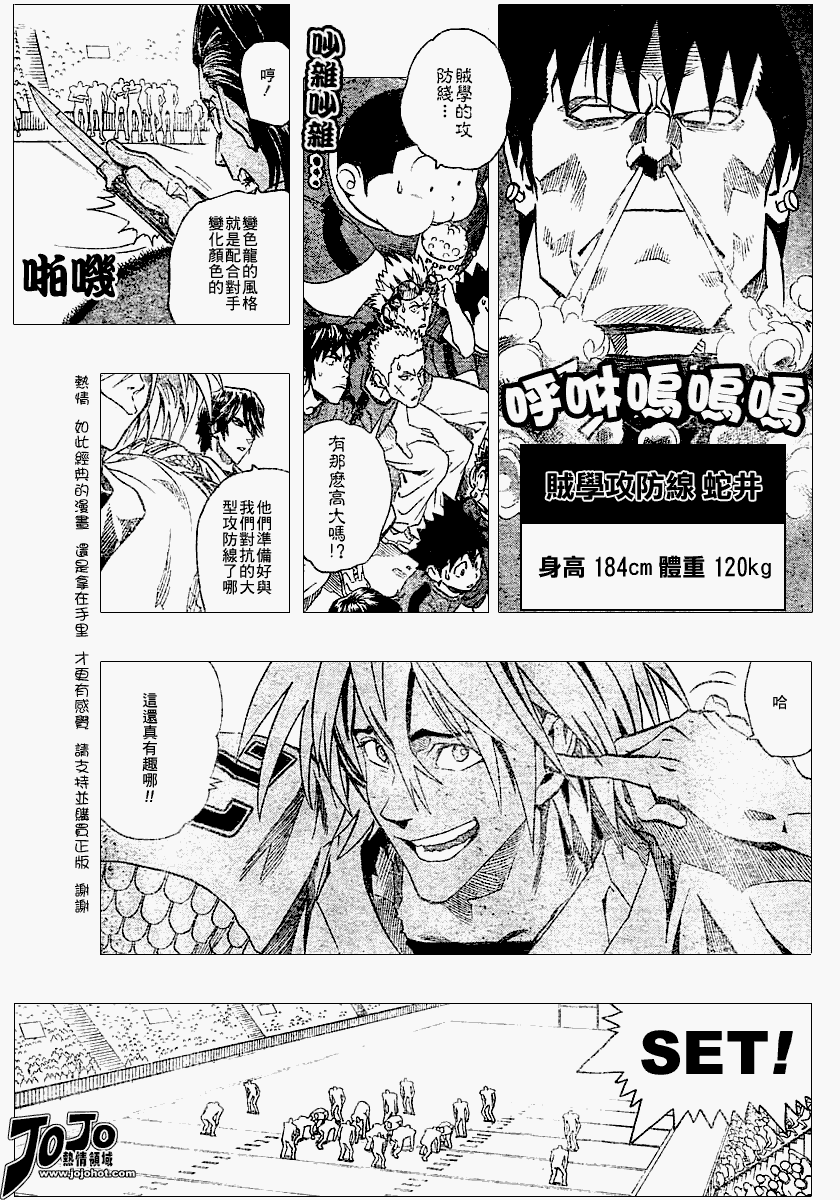 呼咻嗚嗚嗚
賊學攻防線 蛇井
身高 184cm 體重 120kg
賊學的攻
防綫…
吵雜吵雜…
有那麽高
大嗎!?
哼!
變色龍的風格
就是配合對手
變化顏色的
啪嘰
他們準備好與
我們對抗的大
型攻防線了哪
哈
這還真有
趣哪!!
SET!
熱情 如此經典的漫畫 還是拿在手里 才更有感覺 請支持並購買正版 謝謝
JOJO
熱情領域
www.jojohot.com